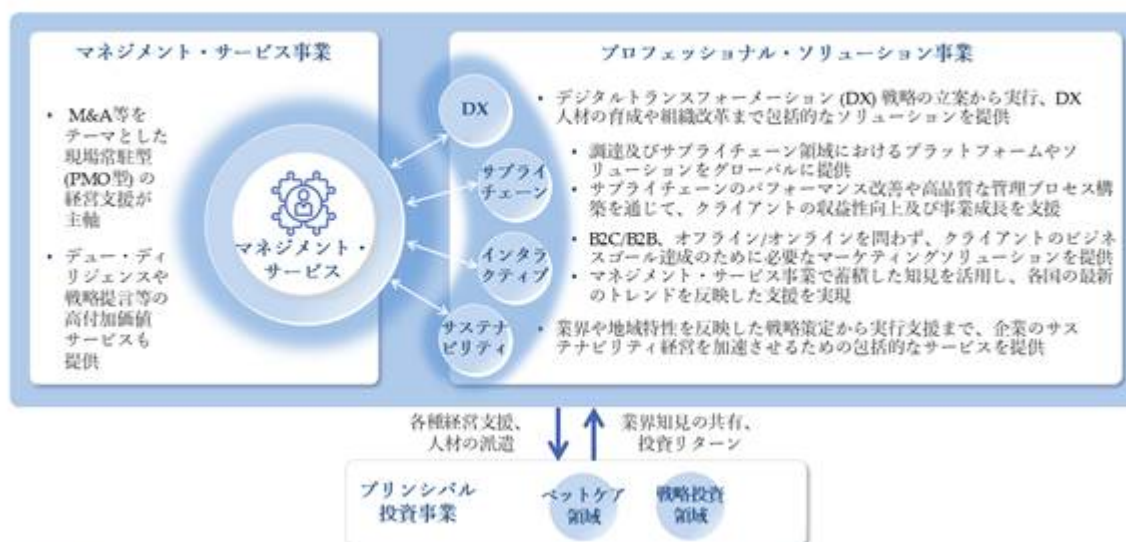 マネジメント・サービス事業
• M&A等を
テーマとした
現場常駐型
(PMO型) の
経営支援が
主軸
• デュー・ディ
リジェンスや
戦略提言等の
高付加価値
サービスも
提供
マネジメント・
サービス
プロフェッショナル・ソリューション事業
DX
• デジタルトランスフォーメーション (DX) 戦略の立案から実行、DX
人材の育成や組織改革まで包括的なソリューションを提供
サプライ
チェーン
• 調達及びサプライチェーン領域におけるプラットフォームやソ
リューションをグローバルに提供
• サプライチェーンのパフォーマンス改善や高品質な管理プロセス構
築を通じて、クライアントの収益性向上及び事業成長を支援
インタラ
クティブ
• B2C/B2B、オフライン/オンラインを問わず、クライアントのビジネ
スゴール達成のために必要なマーケティングソリューションを提供
• マネジメント・サービス事業で蓄積した知見を活用し、各国の最新
のトレンドを反映した支援を実現
サステナ
ビリティ
• 業界や地域特性を反映した戦略策定から実行支援まで、企業のサス
テナビリティ経営を加速させるための包括的なサービスを提供
各種経営支援、
人材の派遣
業界知見の共有、
投資リターン
プリンシパル
投資事業
ペットケア
領域
戦略投資
領域